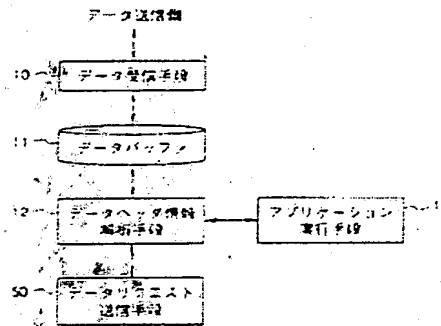 データ送信側
10
データ受信手段
11
データバッファ
12
データヘッダ情報
解析手段
アプリケーション
実行手段
50
データリクエスト
送信手段